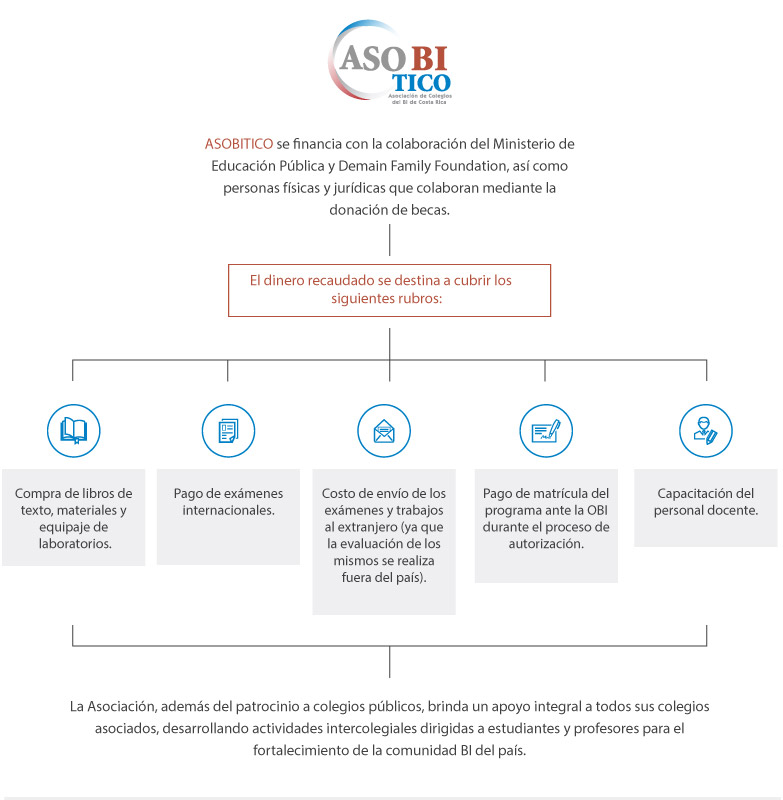 ASO BI
TICO
Asociación de Colegios
del BI de Costa Rica
ASOBITICO se financia con la colaboración del Ministerio de
Educación Pública y Demain Family Foundation, así como
personas físicas y jurídicas que colaboran mediante la
donación de becas.
El dinero recaudado se destina a cubrir los
siguientes rubros:
Compra de libros de
texto, materiales y
equipaje de
laboratorios.
Pago de exámenes
internacionales.
Costo de envío de los
exámenes y trabajos
al extranjero (ya que
la evaluación de los
mismos se realiza
fuera del país).
Pago de matrícula del
programa ante la OBI
durante el proceso de
autorización.
Capacitación del
personal docente.
La Asociación, además del patrocinio a colegios públicos, brinda un apoyo integral a todos sus colegios
asociados, desarrollando actividades intercolegiales dirigidas a estudiantes y profesores para el
fortalecimiento de la comunidad BI del país.